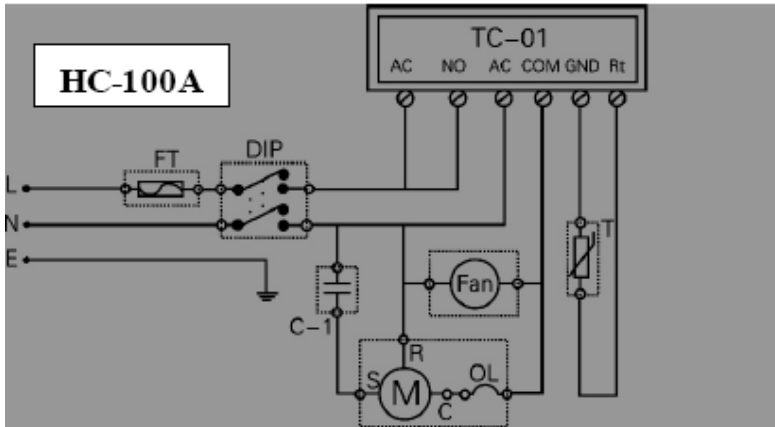 TC-01
HC-100A
AC NO AC COM GND Rt
FT DIP
L
N
E
T
Fan
C-1
R
S M C OL